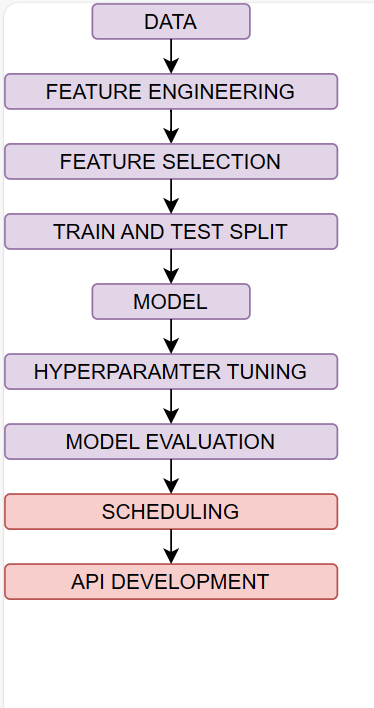 DATA
FEATURE ENGINEERING
FEATURE SELECTION
TRAIN AND TEST SPLIT
MODEL
HYPERPARAMTER TUNING
MODEL EVALUATION
SCHEDULING
API DEVELOPMENT